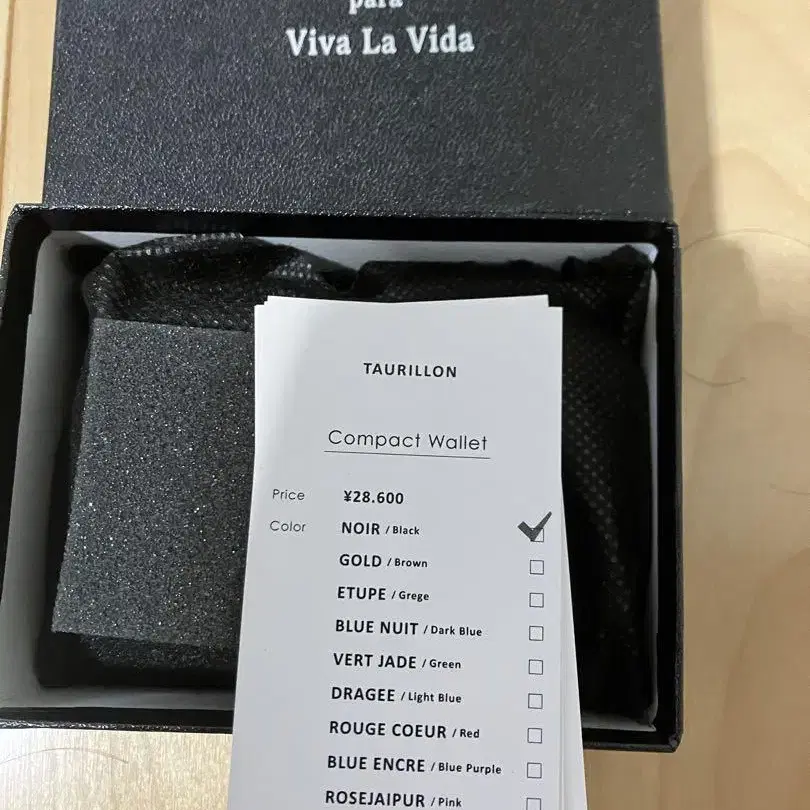 para
Viva La Vida
TAURILLON
Compact Wallet
Price ¥28.600
Color NOIR / Black
GOLD / Brown
ETUPE / Grege
BLUE NUIT / Dark Blue
VERT JADE / Green
DRAGEE / Light Blue
ROUGE COEUR / Red
BLUE ENCRE / Blue Purple
ROSEJAIPUR / Pink